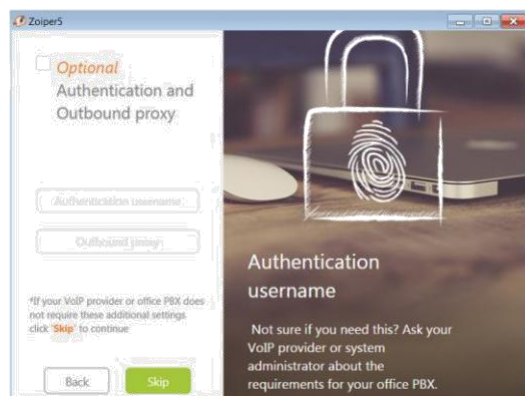 Zoiper5
Optional
Authentication and
Outbound proxy
Authentication username
Outbound proxy
*If your VoIP provider or office PBX does
not require these additional settings
click "Skip" to continue
Back
Skip
Authentication
username
Not sure if you need this? Ask your
VoIP provider or system
administrator about the
requirements for your office PBX.